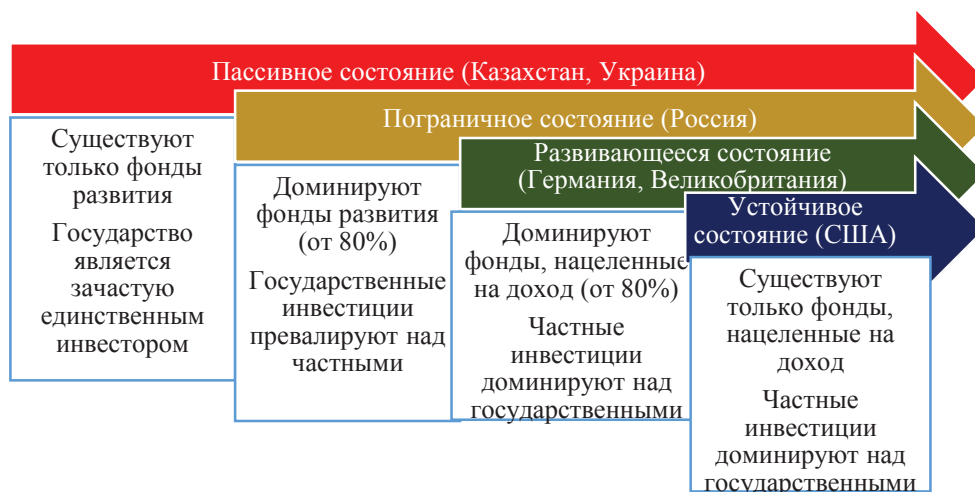 Пассивное состояние (Казахстан, Украина)
Существуют
только фонды
развития
Государство
является
зачастую
единственным
инвестором
Пограничное состояние (Россия)
Доминируют
фонды развития
(от 80%)
Государственные
инвестиции
превалируют над
частными
Развивающееся состояние
(Германия, Великобритания)
Доминируют
фонды, нацеленные
на доход (от 80%)
Частные
инвестиции
доминируют над
государственными
Устойчивое
состояние (США)
Существуют
только фонды,
нацеленные на
доход
Частные
инвестиции
доминируют над
государственными